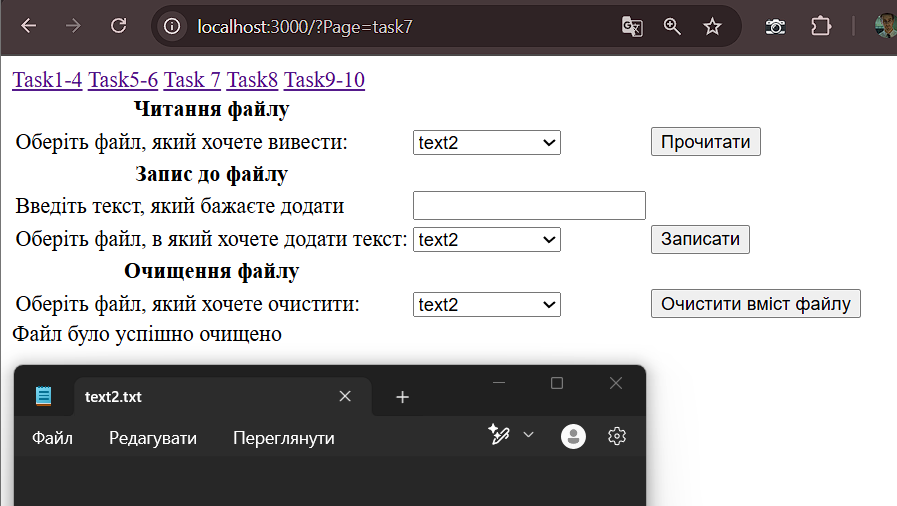 localhost:3000/?Page=task7
Task1-4 Task5-6 Task 7 Task8 Task9-10
Читання файлу
Оберіть файл, який хочете вивести: text2 Прочитати
Запис до файлу
Введіть текст, який бажаєте додати
Оберіть файл, в який хочете додати текст: text2 Записати
Очищення файлу
Оберіть файл, який хочете очистити: text2 Очистити вміст файлу
Файл було успішно очищено
text2.txt
Файл Редагувати Переглянути